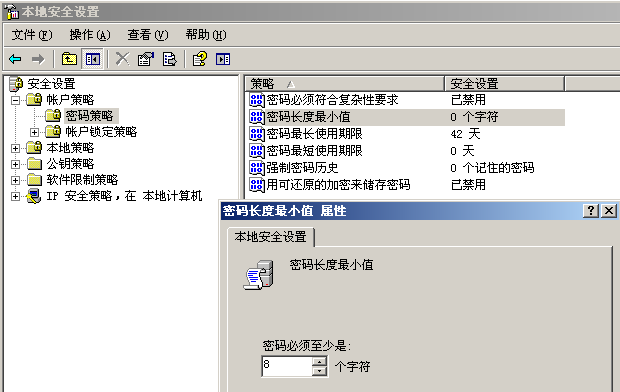 本地安全设置
文件(F) 操作(A) 查看(V) 帮助(H)
安全设置
帐户策略
密码策略
帐户锁定策略
本地策略
公钥策略
软件限制策略
IP 安全策略,在 本地计算机
策略 安全设置
密码必须符合复杂性要求 已禁用
密码长度最小值 0 个字符
密码最长使用期限 42 天
密码最短使用期限 0 天
强制密码历史 0 个记住的密码
用可还原的加密来储存密码 已禁用
密码长度最小值 属性
本地安全设置
密码长度最小值
密码必须至少是:
8 个字符